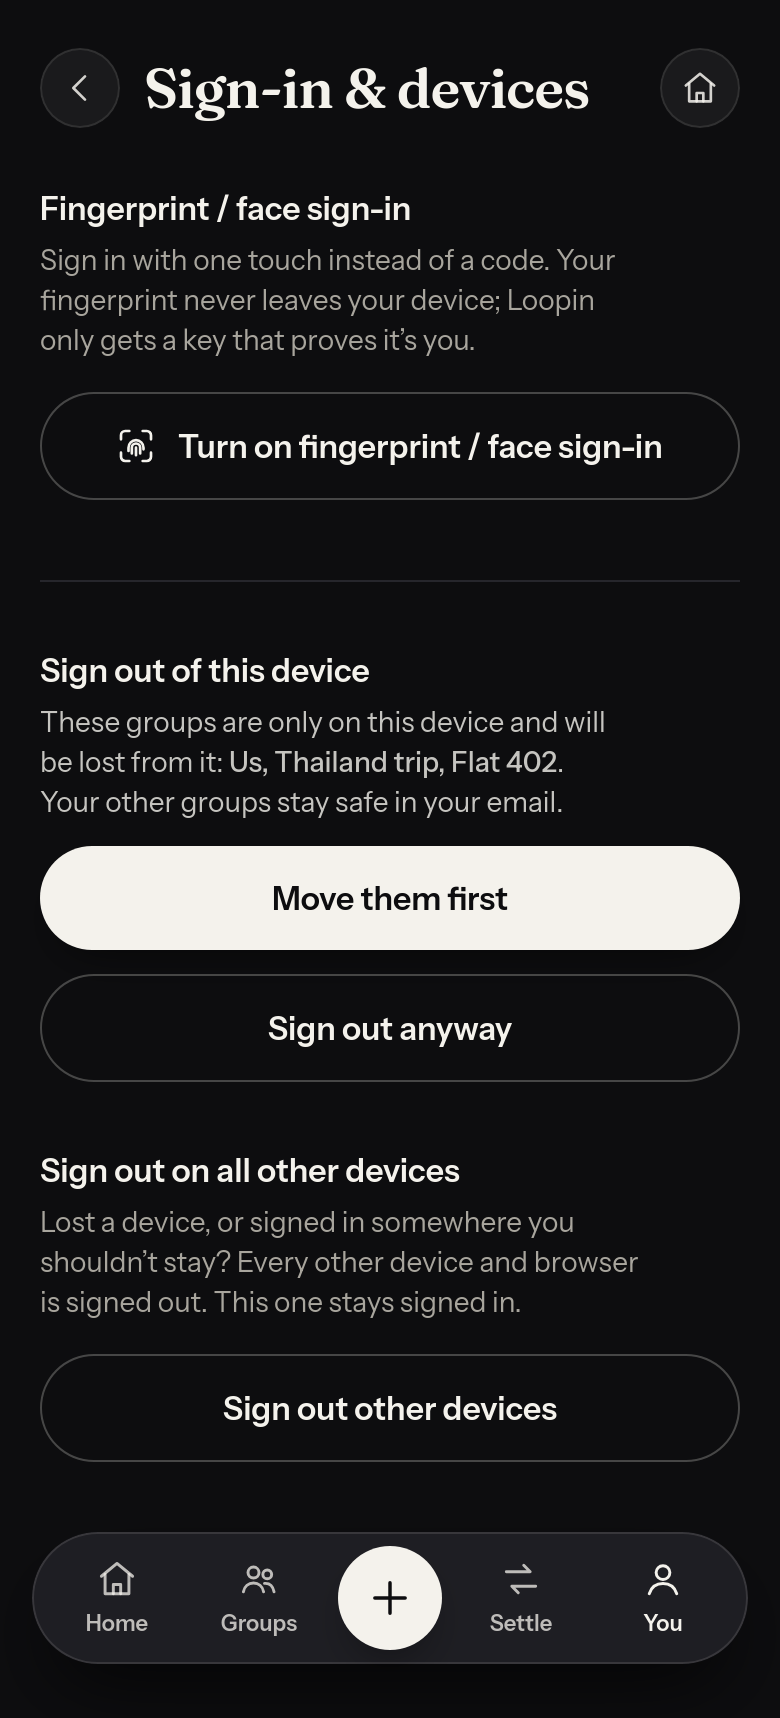 Sign-in & devices
Fingerprint / face sign-in
Sign in with one touch instead of a code. Your
fingerprint never leaves your device; Loopin
only gets a key that proves it’s you.
Turn on fingerprint / face sign-in
Sign out of this device
These groups are only on this device and will
be lost from it: Us, Thailand trip, Flat 402.
Your other groups stay safe in your email.
Move them first
Sign out anyway
Sign out on all other devices
Lost a device, or signed in somewhere you
shouldn’t stay? Every other device and browser
is signed out. This one stays signed in.
Sign out other devices
Home Groups Settle You